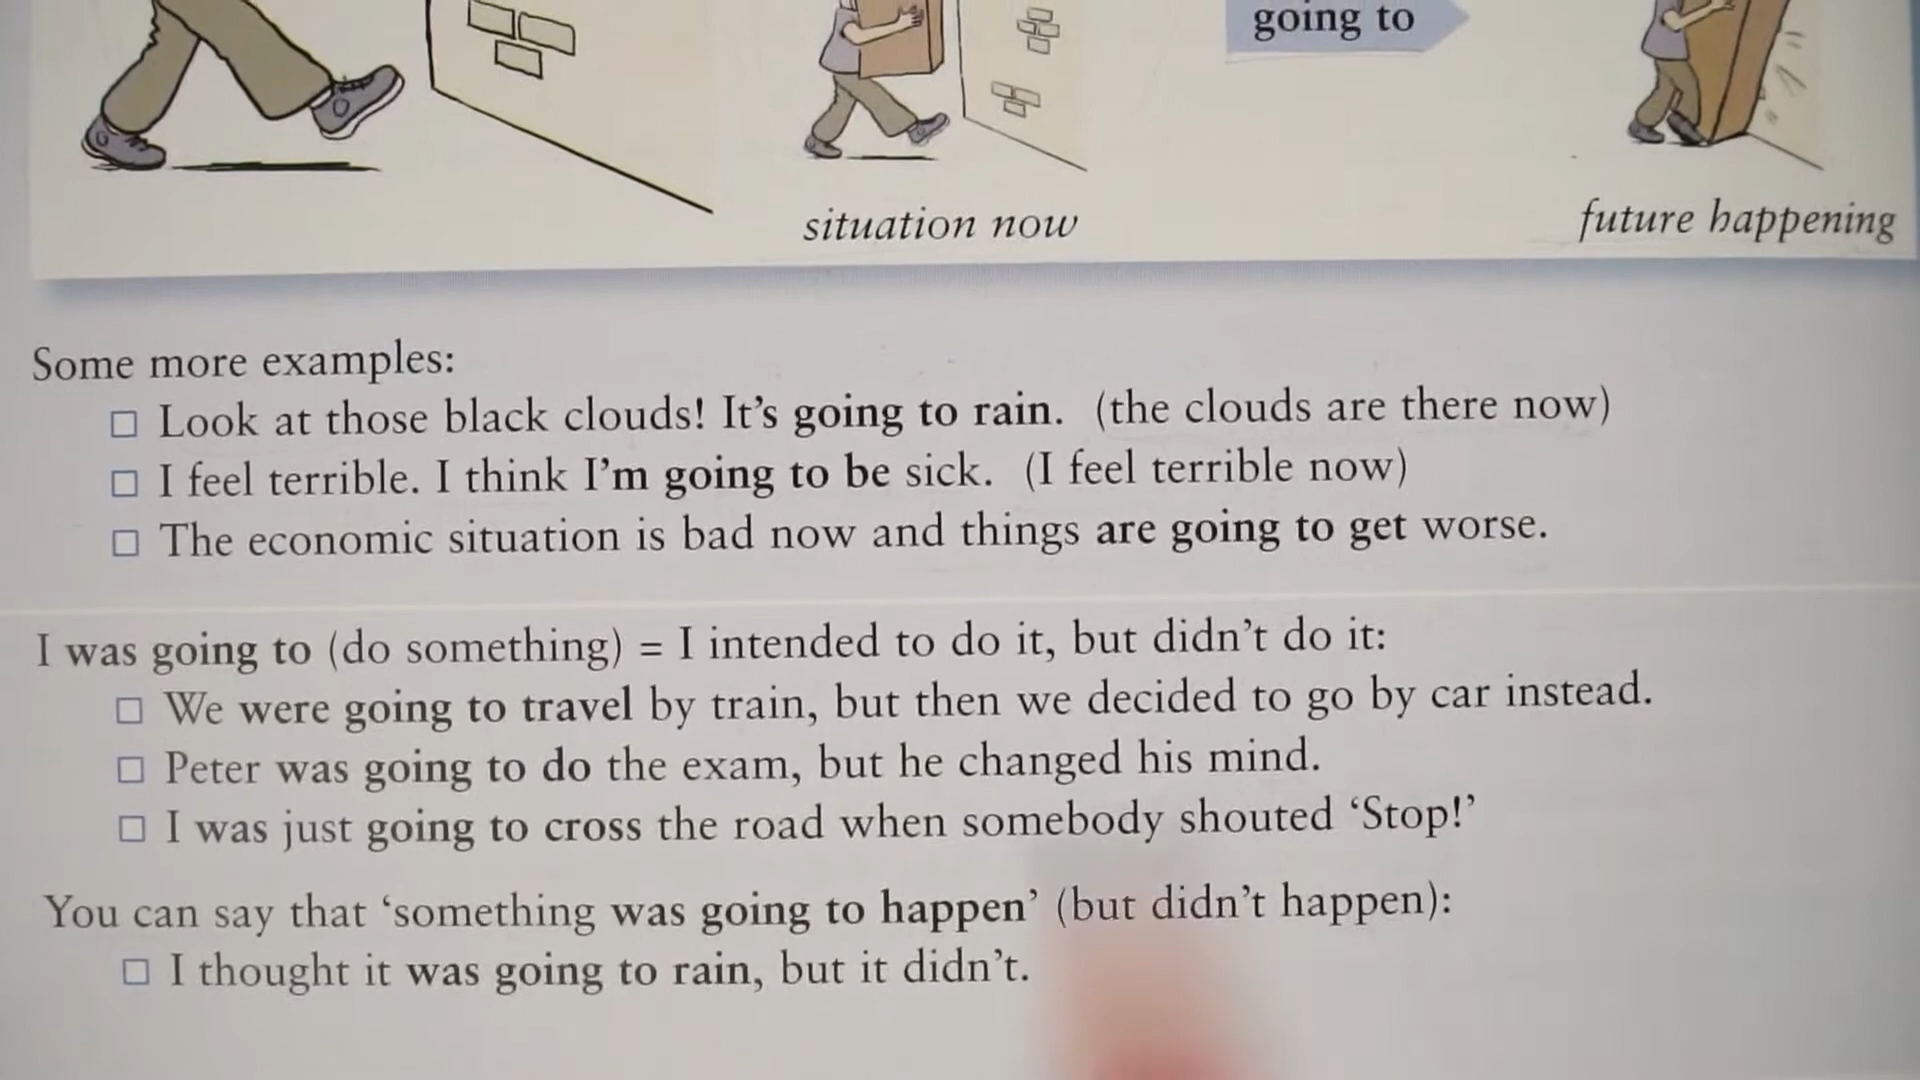 going to
situation now
future happening
Some more examples:
Look at those black clouds! It's going to rain. (the clouds are there now)
I feel terrible. I think I'm going to be sick. (I feel terrible now)
The economic situation is bad now and things are going to get worse.
I was going to (do something) = I intended to do it, but didn't do it:
We were going to travel by train, but then we decided to go by car instead.
Peter was going to do the exam, but he changed his mind.
I was just going to cross the road when somebody shouted ‘Stop!’
You can say that ‘something was going to happen’ (but didn't happen):
I thought it was going to rain, but it didn't.